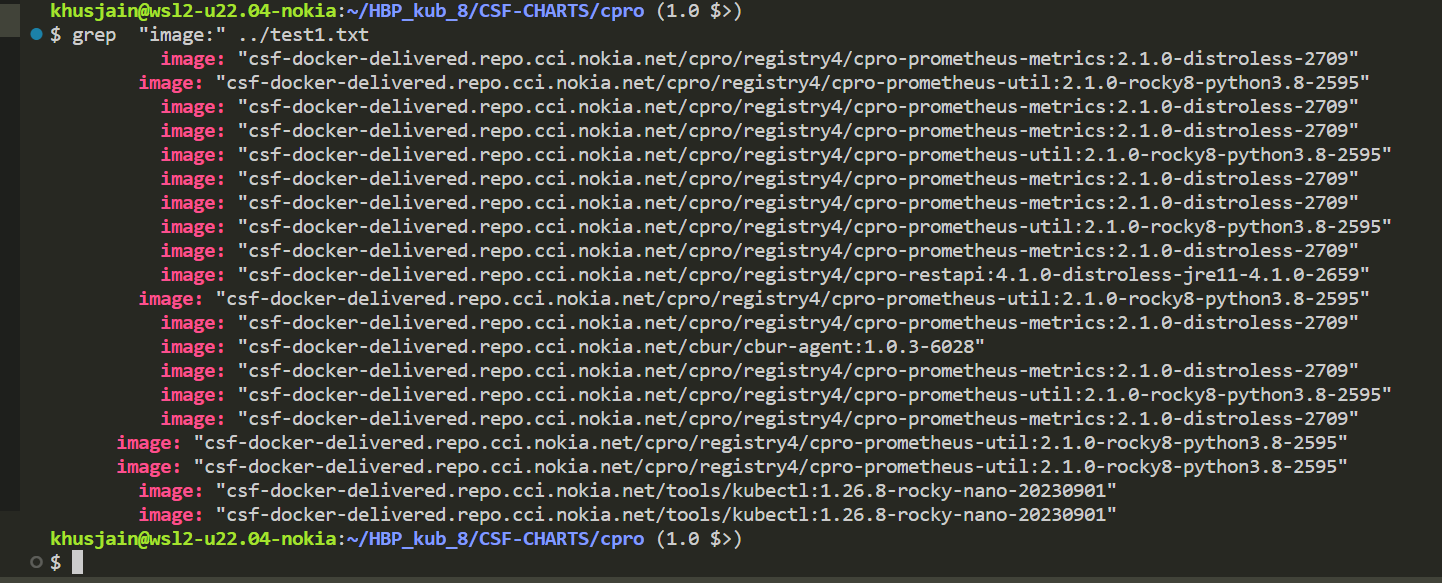 khusjain@wsl2-u22.04-nokia:~/HBP_kub_8/CSF-CHARTS/cpro (1.0 $>)
$ grep  "image:" ../test1.txt
          image: "csf-docker-delivered.repo.cci.nokia.net/cpro/registry4/cpro-prometheus-metrics:2.1.0-distroless-2709"
        image: "csf-docker-delivered.repo.cci.nokia.net/cpro/registry4/cpro-prometheus-util:2.1.0-rocky8-python3.8-2595"
          image: "csf-docker-delivered.repo.cci.nokia.net/cpro/registry4/cpro-prometheus-metrics:2.1.0-distroless-2709"
          image: "csf-docker-delivered.repo.cci.nokia.net/cpro/registry4/cpro-prometheus-metrics:2.1.0-distroless-2709"
          image: "csf-docker-delivered.repo.cci.nokia.net/cpro/registry4/cpro-prometheus-util:2.1.0-rocky8-python3.8-2595"
          image: "csf-docker-delivered.repo.cci.nokia.net/cpro/registry4/cpro-prometheus-metrics:2.1.0-distroless-2709"
          image: "csf-docker-delivered.repo.cci.nokia.net/cpro/registry4/cpro-prometheus-metrics:2.1.0-distroless-2709"
          image: "csf-docker-delivered.repo.cci.nokia.net/cpro/registry4/cpro-prometheus-util:2.1.0-rocky8-python3.8-2595"
          image: "csf-docker-delivered.repo.cci.nokia.net/cpro/registry4/cpro-prometheus-metrics:2.1.0-distroless-2709"
          image: "csf-docker-delivered.repo.cci.nokia.net/cpro/registry4/cpro-restapi:4.1.0-distroless-jre11-4.1.0-2659"
        image: "csf-docker-delivered.repo.cci.nokia.net/cpro/registry4/cpro-prometheus-util:2.1.0-rocky8-python3.8-2595"
          image: "csf-docker-delivered.repo.cci.nokia.net/cpro/registry4/cpro-prometheus-metrics:2.1.0-distroless-2709"
          image: "csf-docker-delivered.repo.cci.nokia.net/cbur/cbur-agent:1.0.3-6028"
          image: "csf-docker-delivered.repo.cci.nokia.net/cpro/registry4/cpro-prometheus-metrics:2.1.0-distroless-2709"
          image: "csf-docker-delivered.repo.cci.nokia.net/cpro/registry4/cpro-prometheus-util:2.1.0-rocky8-python3.8-2595"
          image: "csf-docker-delivered.repo.cci.nokia.net/cpro/registry4/cpro-prometheus-metrics:2.1.0-distroless-2709"
      image: "csf-docker-delivered.repo.cci.nokia.net/cpro/registry4/cpro-prometheus-util:2.1.0-rocky8-python3.8-2595"
      image: "csf-docker-delivered.repo.cci.nokia.net/cpro/registry4/cpro-prometheus-util:2.1.0-rocky8-python3.8-2595"
        image: "csf-docker-delivered.repo.cci.nokia.net/tools/kubectl:1.26.8-rocky-nano-20230901"
        image: "csf-docker-delivered.repo.cci.nokia.net/tools/kubectl:1.26.8-rocky-nano-20230901"
khusjain@wsl2-u22.04-nokia:~/HBP_kub_8/CSF-CHARTS/cpro (1.0 $>)
$